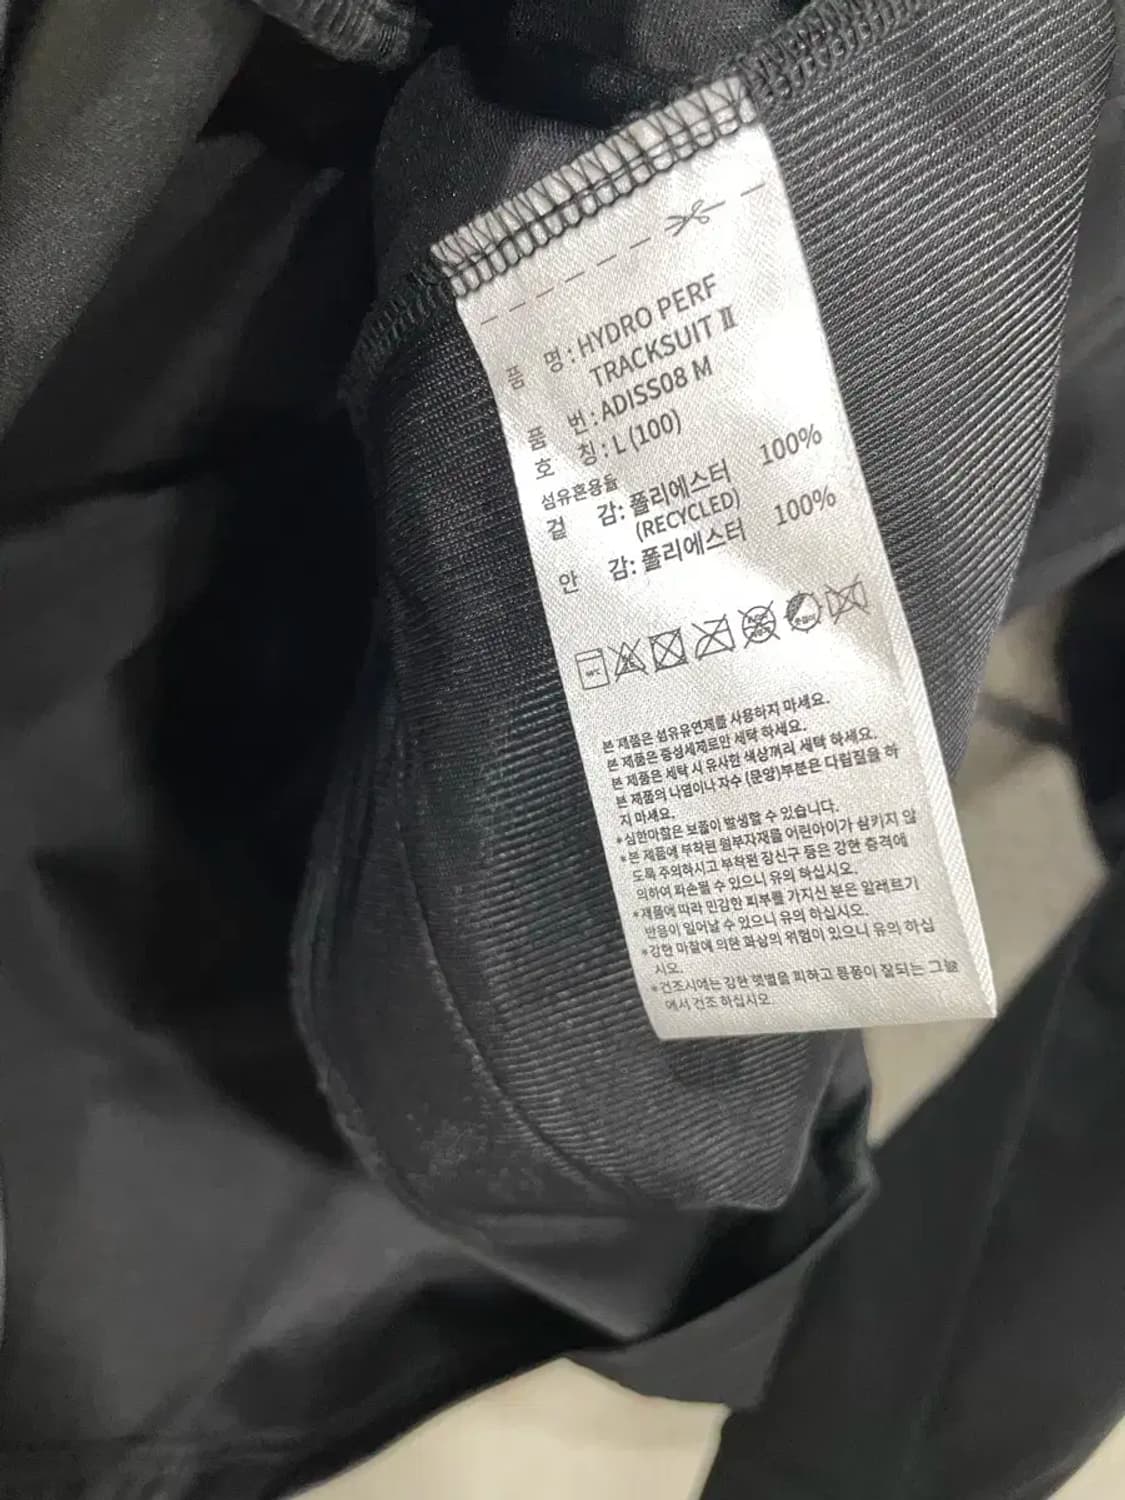 품 명 : HYDRO PERF
TRACKSUIT Ⅱ
품 번 : ADISS08 M
호 칭 : L (100)
섬유혼용율
겉 감: 폴리에스터 100%
(RECYCLED)
안 감: 폴리에스터 100%
본 제품은 섬유유연제를 사용하지 마세요.
본 제품은 중성세제로만 세탁 하세요.
본 제품은 세탁 시 유사한 색상끼리 세탁 하세요.
본 제품의 나염이나 자수 (문양)부분은 다림질을 하
지 마세요.
*심한마찰은 보풀이 발생할 수 있습니다.
*본 제품에 부착된 원부자재를 어린아이가 삼키지 않
도록 주의하시고 부착된 장신구 등은 강한 충격에
의하여 파손될 수 있으니 유의 하십시오.
*제품에 따라 민감한 피부를 가지신 분은 알레르기
반응이 일어날 수 있으니 유의 하십시오.
*강한 마찰에 의한 화상의 위험이 있으니 유의 하십
시오.
*건조시에는 강한 햇볕을 피하고 통풍이 잘되는 그늘
에서 건조 하십시오.